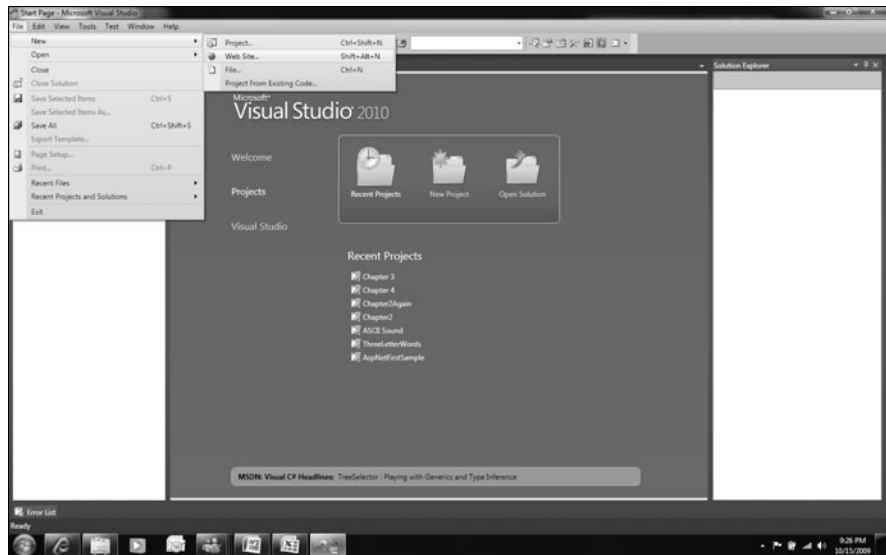 Start Page - Microsoft Visual Studio
File Edit View Tools Test Window Help
New
Open
Close
Close Solution
Save Selected Items Ctrl+S
Save Selected Items As...
Save All Ctrl+Shift+S
Export Template...
Page Setup...
Print... Ctrl+P
Recent Files
Recent Projects and Solutions
Exit
Project... Ctrl+Shift+N
Web Site... Shift+Alt+N
File... Ctrl+N
Project From Existing Code...
Solution Explorer
Microsoft®
Visual Studio® 2010
Welcome
Projects
Visual Studio
Recent Projects New Project Open Solution
Recent Projects
Chapter 3
Chapter 4
Chapter2Again
Chapter2
ASCII Sound
ThreeLetterWords
AspNetFirstSample
MSDN: Visual C# Headlines: TreeSelector : Playing with Generics and Type Inference
Error List
Ready
9:26 PM
10/15/2009